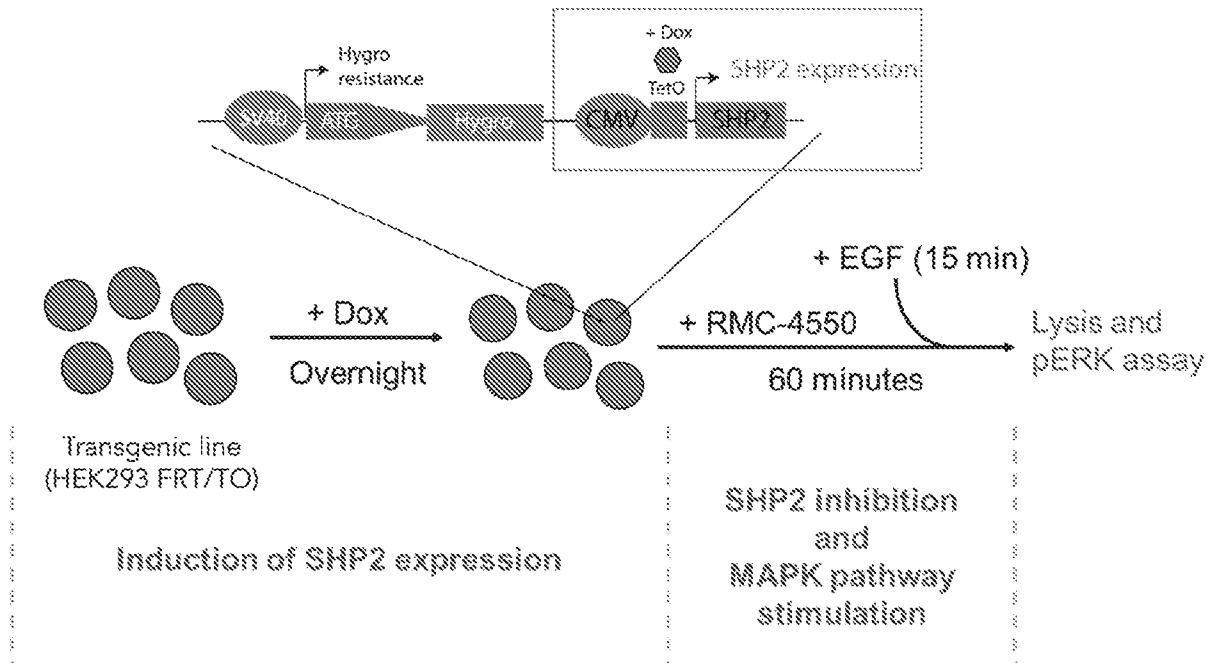 Hygro
resistance
+ Dox
TetO
SHP2 expression
SV40
ATG
Hygro
CMV
SHP2
+ EGF (15 min)
+ Dox
+ RMC-4550
Overnight
60 minutes
Lysis and
pERK assay
Transgenic line
(HEK293 FRT/TO)
Induction of SHP2 expression
SHP2 inhibition
and
MAPK pathway
stimulation